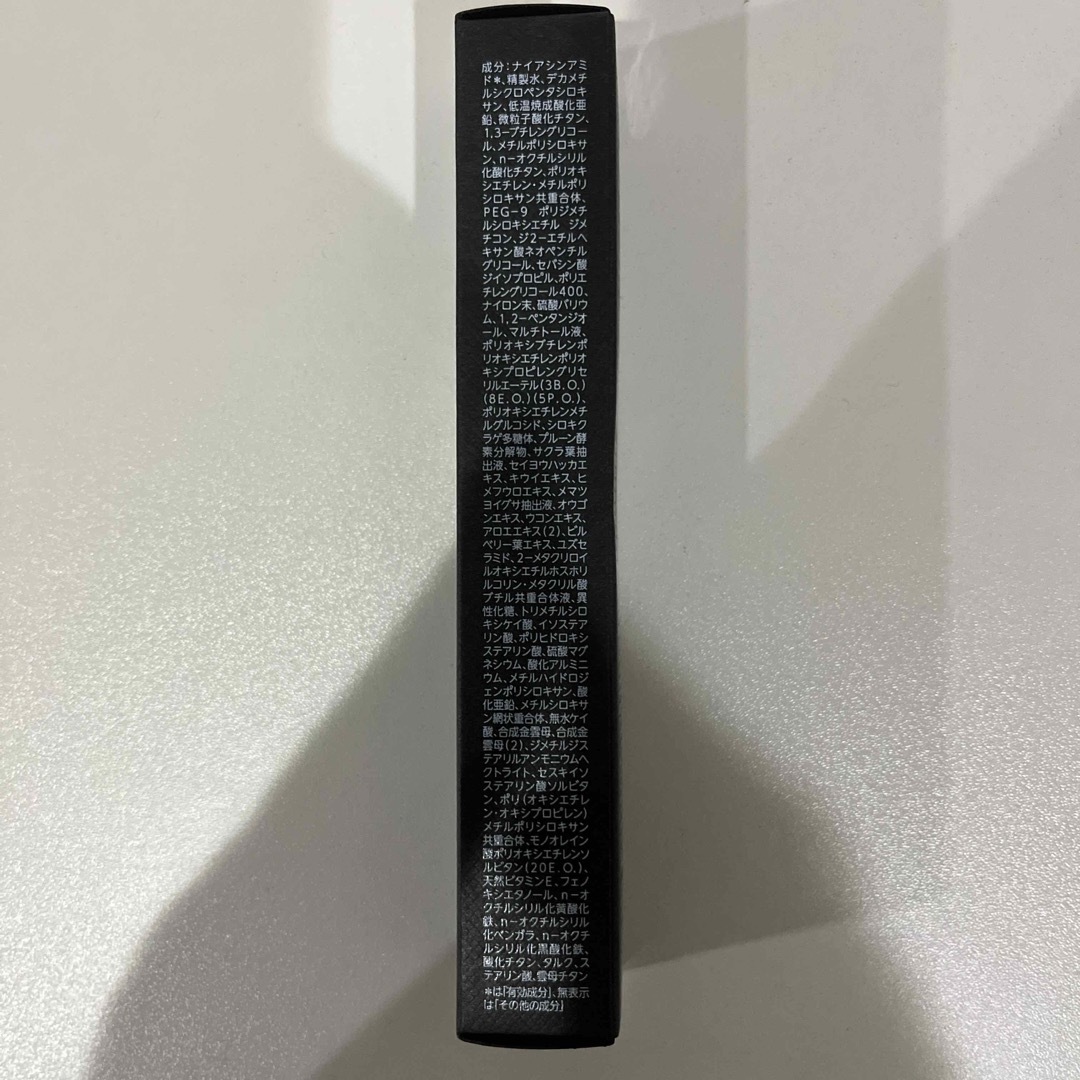 成分:ナイアシンアミ
ド＊、精製水、デカメチ
ルシクロペンタシロキ
サン、低温焼成酸化亜
鉛、微粒子酸化チタン、
1,3-ブチレングリコー
ル、メチルポリシロキサ
ン、n-オクチルシリル
化酸化チタン、ポリオキ
シエチレン・メチルポリ
シロキサン共重合体、
PEG-9 ポリジメチ
ルシロキシエチル ジメ
チコン、ジ2-エチルヘ
キサン酸ネオペンチル
グリコール、セバシン酸
ジイソプロピル、ポリエ
チレングリコール400、
ナイロン末、硫酸バリウ
ム、1,2-ペンタンジオ
ール、マルチトール液、
ポリオキシブチレンポ
リオキシエチレンポリオ
キシプロピレングリセ
リルエーテル(3B.O.)
(8E.O.)(5P.O.)、
ポリオキシエチレンメチ
ルグルコシド、シロキク
ラゲ多糖体、プルーン酵
素分解物、サクラ葉抽
出液、セイヨウハッカエ
キス、キウイエキス、ヒ
メフウロエキス、メマツ
ヨイグサ抽出液、オウゴ
ンエキス、ウコンエキス、
アロエエキス(2)、ビル
ベリー葉エキス、ユズセ
ラミド、2-メタクリロイ
ルオキシエチルホスホリ
ルコリン・メタクリル酸
ブチル共重合体液、異
性化糖、トリメチルシロ
キシケイ酸、イソステア
リン酸、ポリヒドロキシ
ステアリン酸、硫酸マグ
ネシウム、酸化アルミニ
ウム、メチルハイドロジ
ェンポリシロキサン、酸
化亜鉛、メチルシロキサ
ン網状重合体、無水ケイ
酸、合成金雲母、合成金
雲母(2)、ジメチルジス
テアリルアンモニウムヘ
クトライト、セスキイソ
ステアリン酸ソルビタ
ン、ポリ(オキシエチレ
ン・オキシプロピレン)
メチルポリシロキサン
共重合体、モノオレイン
酸ポリオキシエチレンソ
ルビタン(20E.O.)、
天然ビタミンE、フェノ
キシエタノール、n-オ
クチルシリル化黄酸化
鉄、n-オクチルシリル
化ベンガラ、n-オクチ
ルシリル化黒酸化鉄、
酸化チタン、タルク、ス
テアリン酸、雲母チタン
＊は「有効成分」、無表示
は「その他の成分」